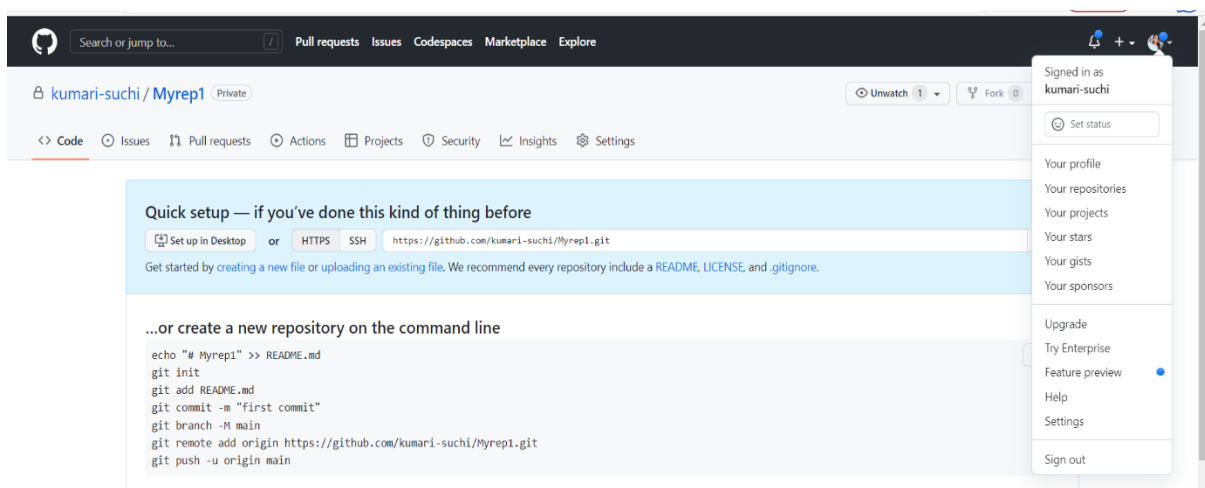 Search or jump to... / Pull requests Issues Codespaces Marketplace Explore
kumari-suchi / Myrep1 Private
Unwatch 1 Fork 0
<> Code Issues Pull requests Actions Projects Security Insights Settings
Quick setup — if you've done this kind of thing before
Set up in Desktop or HTTPS SSH https://github.com/kumari-suchi/Myrep1.git
Get started by creating a new file or uploading an existing file. We recommend every repository include a README, LICENSE, and .gitignore.
...or create a new repository on the command line
echo "# Myrep1" >> README.md
git init
git add README.md
git commit -m "first commit"
git branch -M main
git remote add origin https://github.com/kumari-suchi/Myrep1.git
git push -u origin main
Signed in as
kumari-suchi
Set status
Your profile
Your repositories
Your projects
Your stars
Your gists
Your sponsors
Upgrade
Try Enterprise
Feature preview
Help
Settings
Sign out